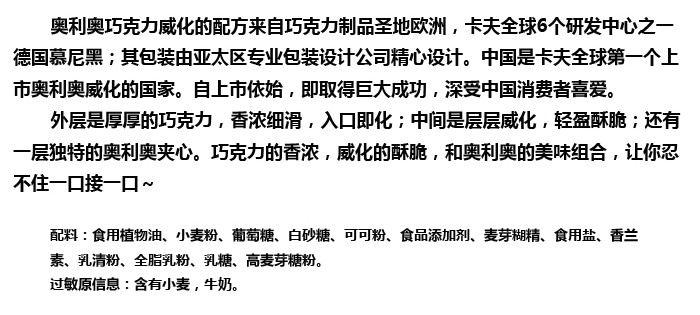 奥利奥巧克力威化的配方来自巧克力制品圣地欧洲，卡夫全球6个研发中心之一
德国慕尼黑；其包装由亚太区专业包装设计公司精心设计。中国是卡夫全球第一个上
市奥利奥威化的国家。自上市依始，即取得巨大成功，深受中国消费者喜爱。
外层是厚厚的巧克力，香浓细滑，入口即化；中间是层层威化，轻盈酥脆；还有
一层独特的奥利奥夹心。巧克力的香浓，威化的酥脆，和奥利奥的美味组合，让你忍
不住一口接一口～
配料：食用植物油、小麦粉、葡萄糖、白砂糖、可可粉、食品添加剂、麦芽糊精、食用盐、香兰
素、乳清粉、全脂乳粉、乳糖、高麦芽糖粉。
过敏原信息：含有小麦，牛奶。